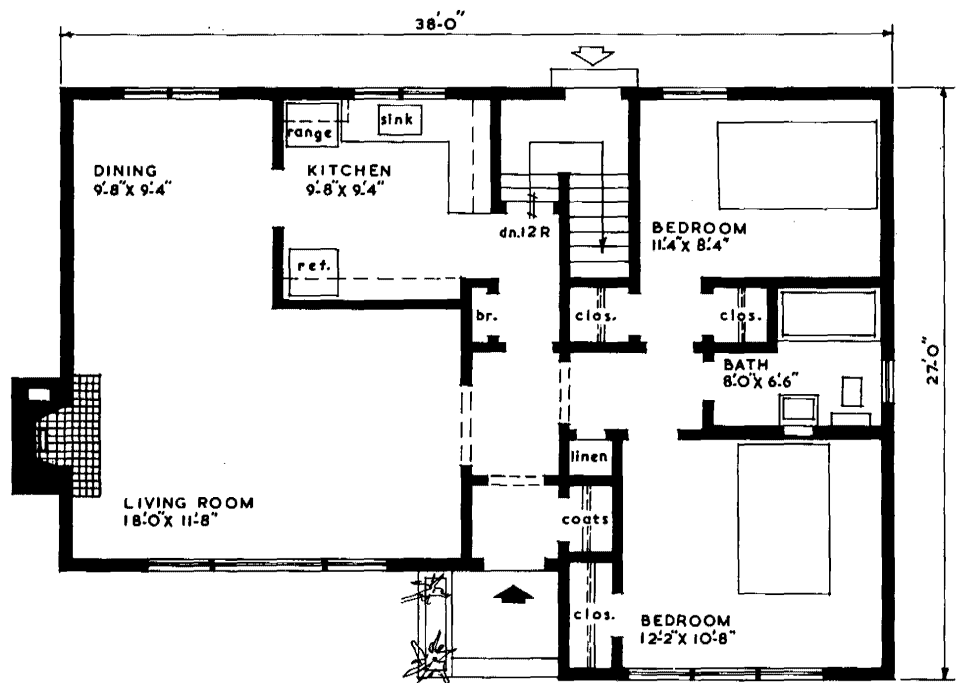 38'-0"
range
sink
DINING
9'-8" X 9'-4"
KITCHEN
9'-8" X 9'-4"
dn.12R
BEDROOM
11'-4" X 8'-4"
ref.
br.
clos.
clos.
BATH
8'-0" X 6'-6"
27'-0"
linen
LIVING ROOM
18'-0" X 11'-8"
coats
clos.
BEDROOM
12'-2" X 10'-8"